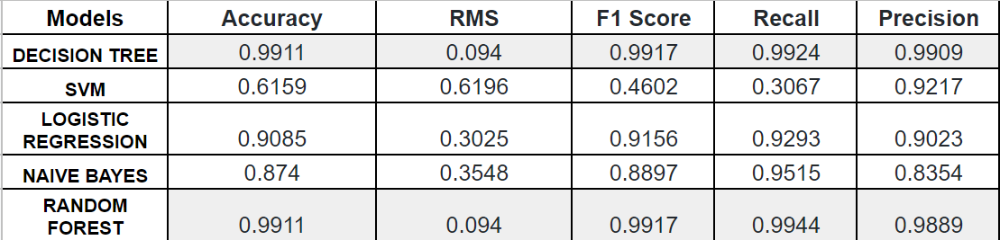 Models Accuracy RMS F1 Score Recall Precision
DECISION TREE 0.9911 0.094 0.9917 0.9924 0.9909
SVM 0.6159 0.6196 0.4602 0.3067 0.9217
LOGISTIC
REGRESSION 0.9085 0.3025 0.9156 0.9293 0.9023
NAIVE BAYES 0.874 0.3548 0.8897 0.9515 0.8354
RANDOM
FOREST 0.9911 0.094 0.9917 0.9944 0.9889